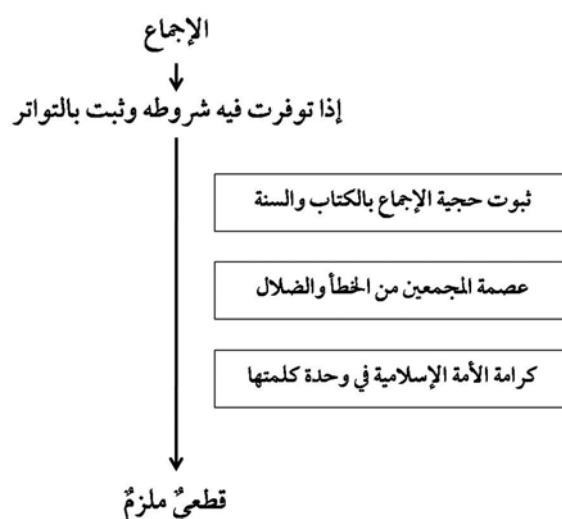 الإجماع
إذا توفرت فيه شروطه وثبت بالتواتر
ثبوت حجية الإجماع بالكتاب والسنة
عصمة المجمعين من الخطأ والضلال
كرامة الأمة الإسلامية في وحدة كلمتها
قطعيٌ ملزمٌ